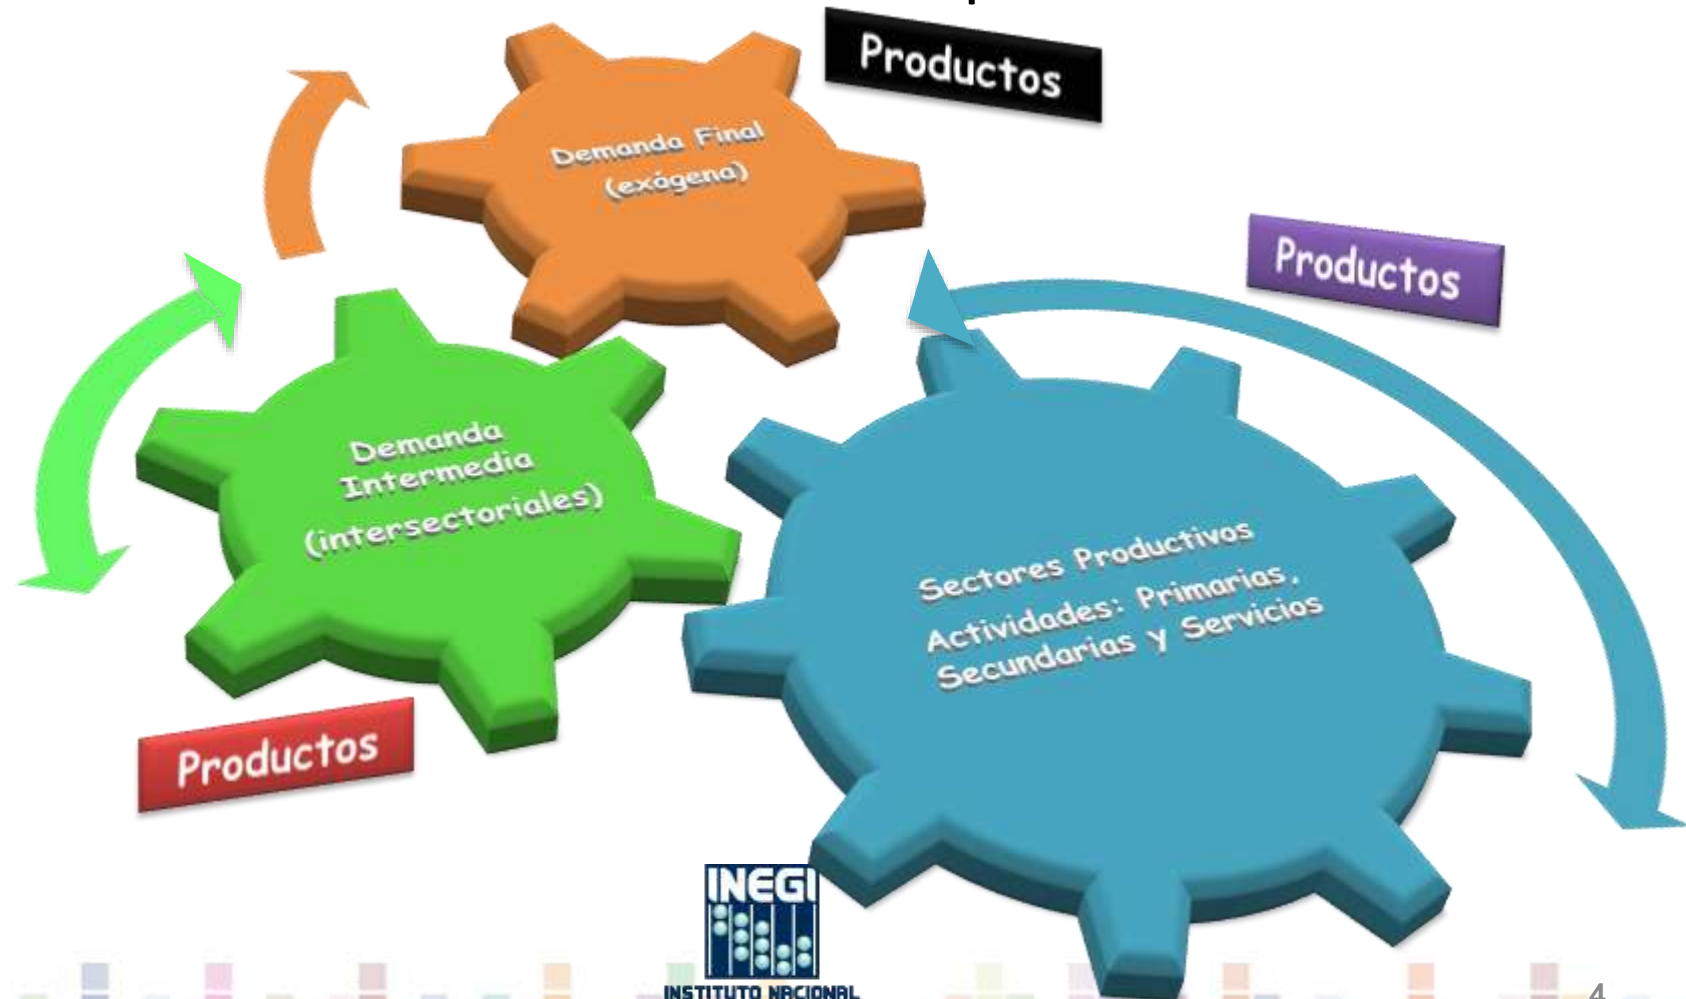 Productos
Demanda Final
(exógena)
Productos
Demanda
Intermedia
(intersectoriales)
Sectores Productivos
Actividades: Primarias,
Secundarias y Servicios
Productos
INEGI
INSTITUTO NACIONAL
4